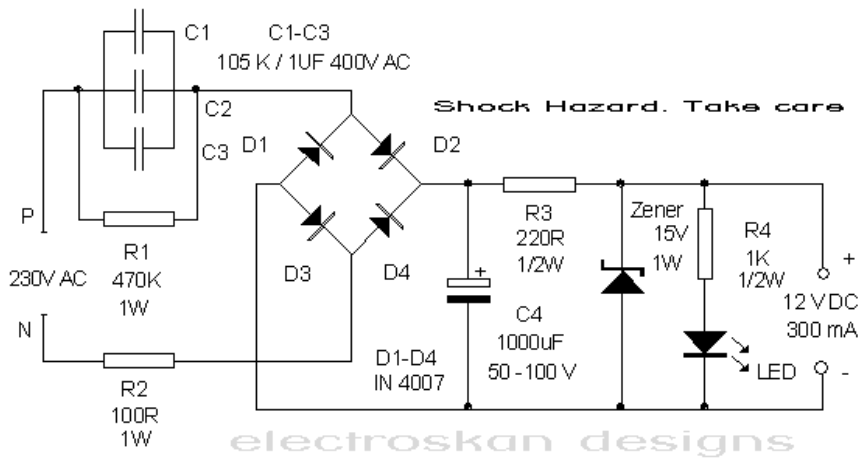 C1
C1-C3
105 K / 1UF 400V AC
C2
Shock Hazard. Take care
C3
D1
D2
P
R1
470K
1W
230V AC
N
D3
D4
R3
220R
1/2W
Zener
15V
1W
R4
1K
1/2W
+
12 V DC
300 mA
-
+
C4
1000uF
50 -100 V
D1-D4
IN 4007
LED
R2
100R
1W
electroskan designs